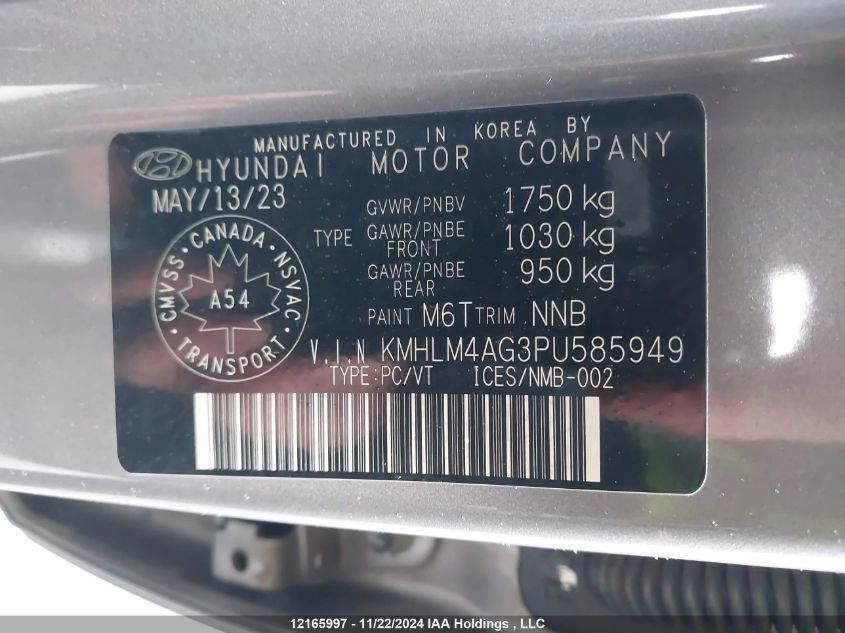 MANUFACTURED IN KOREA BY
HYUNDAI MOTOR COMPANY
MAY/13/23
GVWR/PNBV 1750 kg
TYPE GAWR/PNBE FRONT 1030 kg
GAWR/PNBE REAR 950 kg
CANADA
CMVSS NSVAC
A54
TRANSPORT
PAINT M6T TRIM NNB
V.I.N KMHLM4AG3PU585949
TYPE:PC/VT ICES/NMB-002
12165997 - 11/22/2024 IAA Holdings , LLC